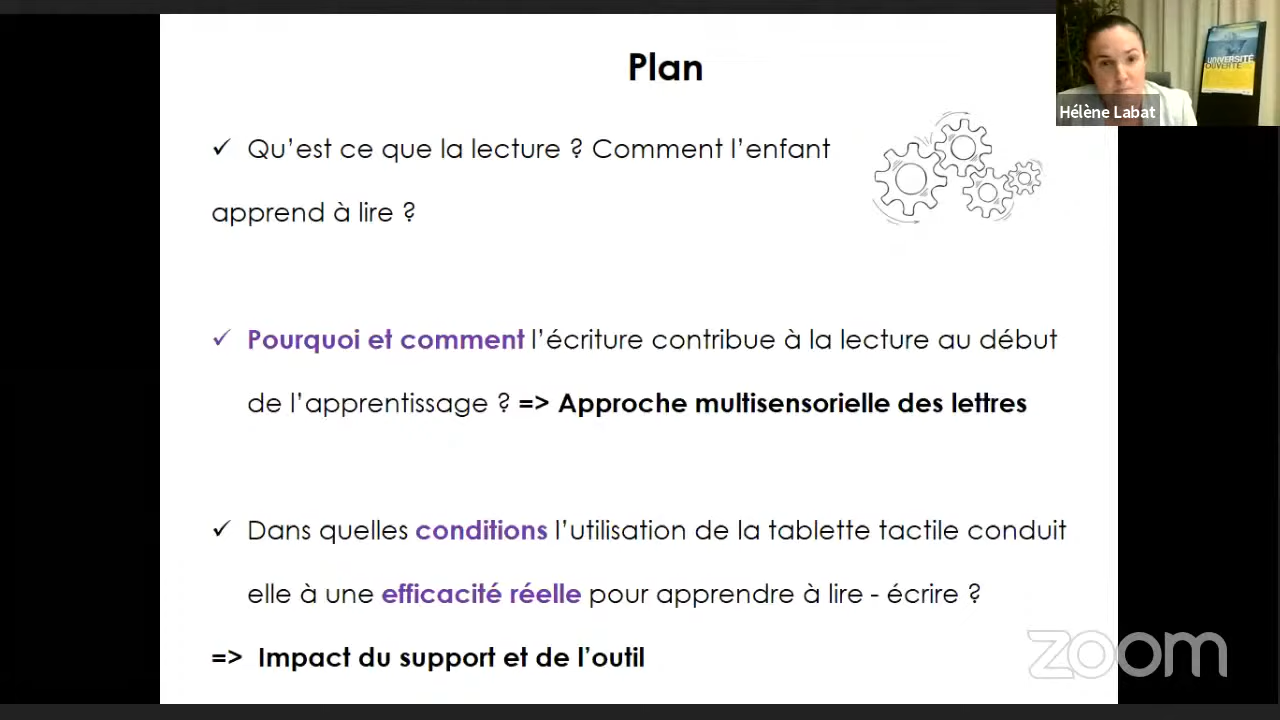 Plan
UNIVERSITÉ
OUVERTE
Hélène Labat
✓ Qu’est ce que la lecture ? Comment l’enfant
apprend à lire ?
✓ Pourquoi et comment l’écriture contribue à la lecture au début
de l’apprentissage ? => Approche multisensorielle des lettres
✓ Dans quelles conditions l’utilisation de la tablette tactile conduit
elle à une efficacité réelle pour apprendre à lire - écrire ?
=> Impact du support et de l’outil
zoom